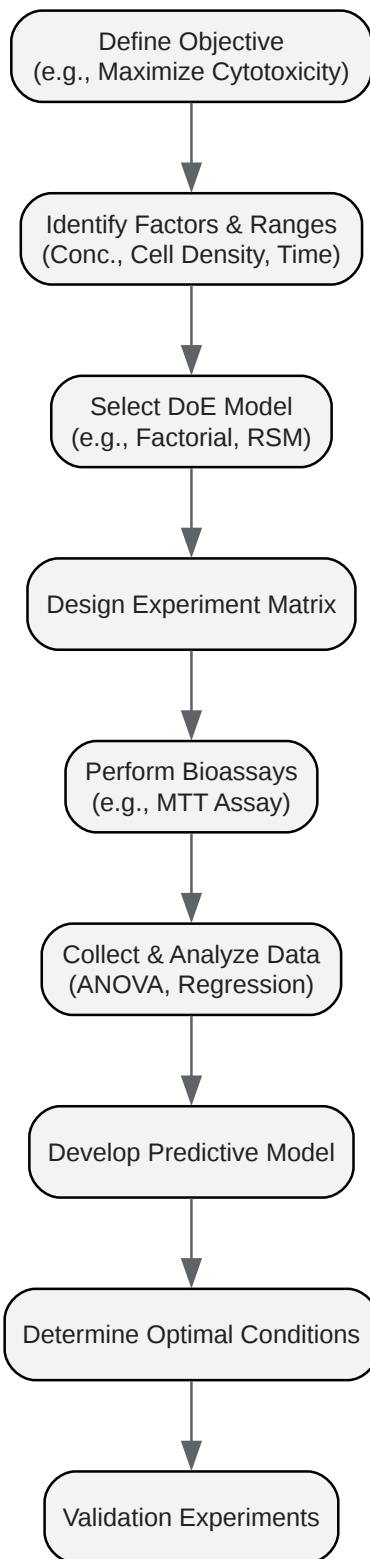 Define Objective
(e.g., Maximize Cytotoxicity)
Identify Factors & Ranges
(Conc., Cell Density, Time)
Select DoE Model
(e.g., Factorial, RSM)
Design Experiment Matrix
Perform Bioassays
(e.g., MTT Assay)
Collect & Analyze Data
(ANOVA, Regression)
Develop Predictive Model
Determine Optimal Conditions
Validation Experiments